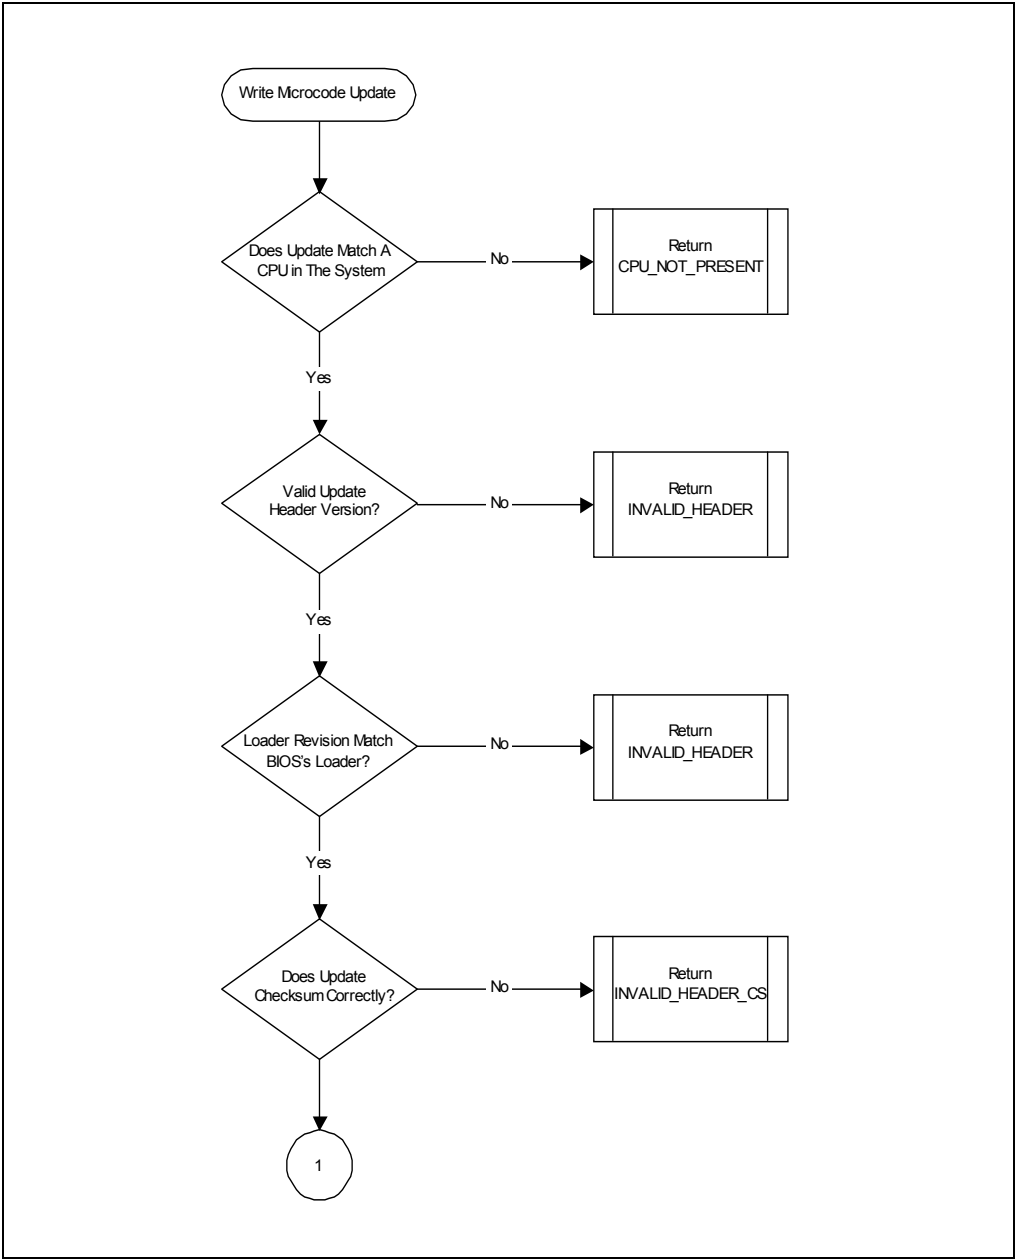 Write Microcode Update
Does Update Match A
CPU in The System
No
Return
CPU_NOT_PRESENT
Yes
Valid Update
Header Version?
No
Return
INVALID_HEADER
Yes
Loader Revision Match
BIOS's Loader?
No
Return
INVALID_HEADER
Yes
Does Update
Checksum Correctly?
No
Return
INVALID_HEADER_CS
1